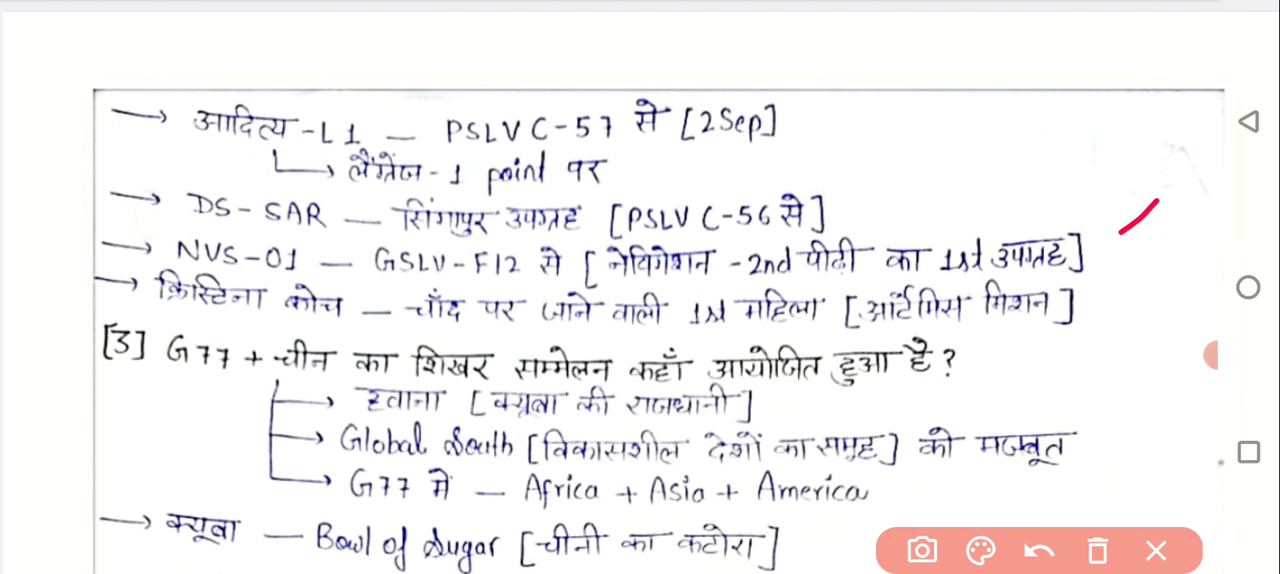 → आदित्य-L1 — PSLV C-57 से [2Sep]
↳ लैंग्रेंज-1 point पर
→ DS-SAR — सिंगापुर उपग्रह [PSLV C-56 से]
→ NVS-01 — GSLV-F12 से [नेविगेशन -2nd पीढ़ी का 1st उपग्रह]
→ क्रिस्टिना कोच — चाँद पर जाने वाली 1st महिला [आर्टेमिस मिशन]
[3] G77 + चीन का शिखर सम्मेलन कहाँ आयोजित हुआ है ?
→ हवाना [क्यूबा की राजधानी]
→ Global South [विकासशील देशों का समूह] को मजबूत
→ G77 में — Africa + Asia + America
→ क्यूबा — Bowl of Sugar [चीनी का कटोरा]